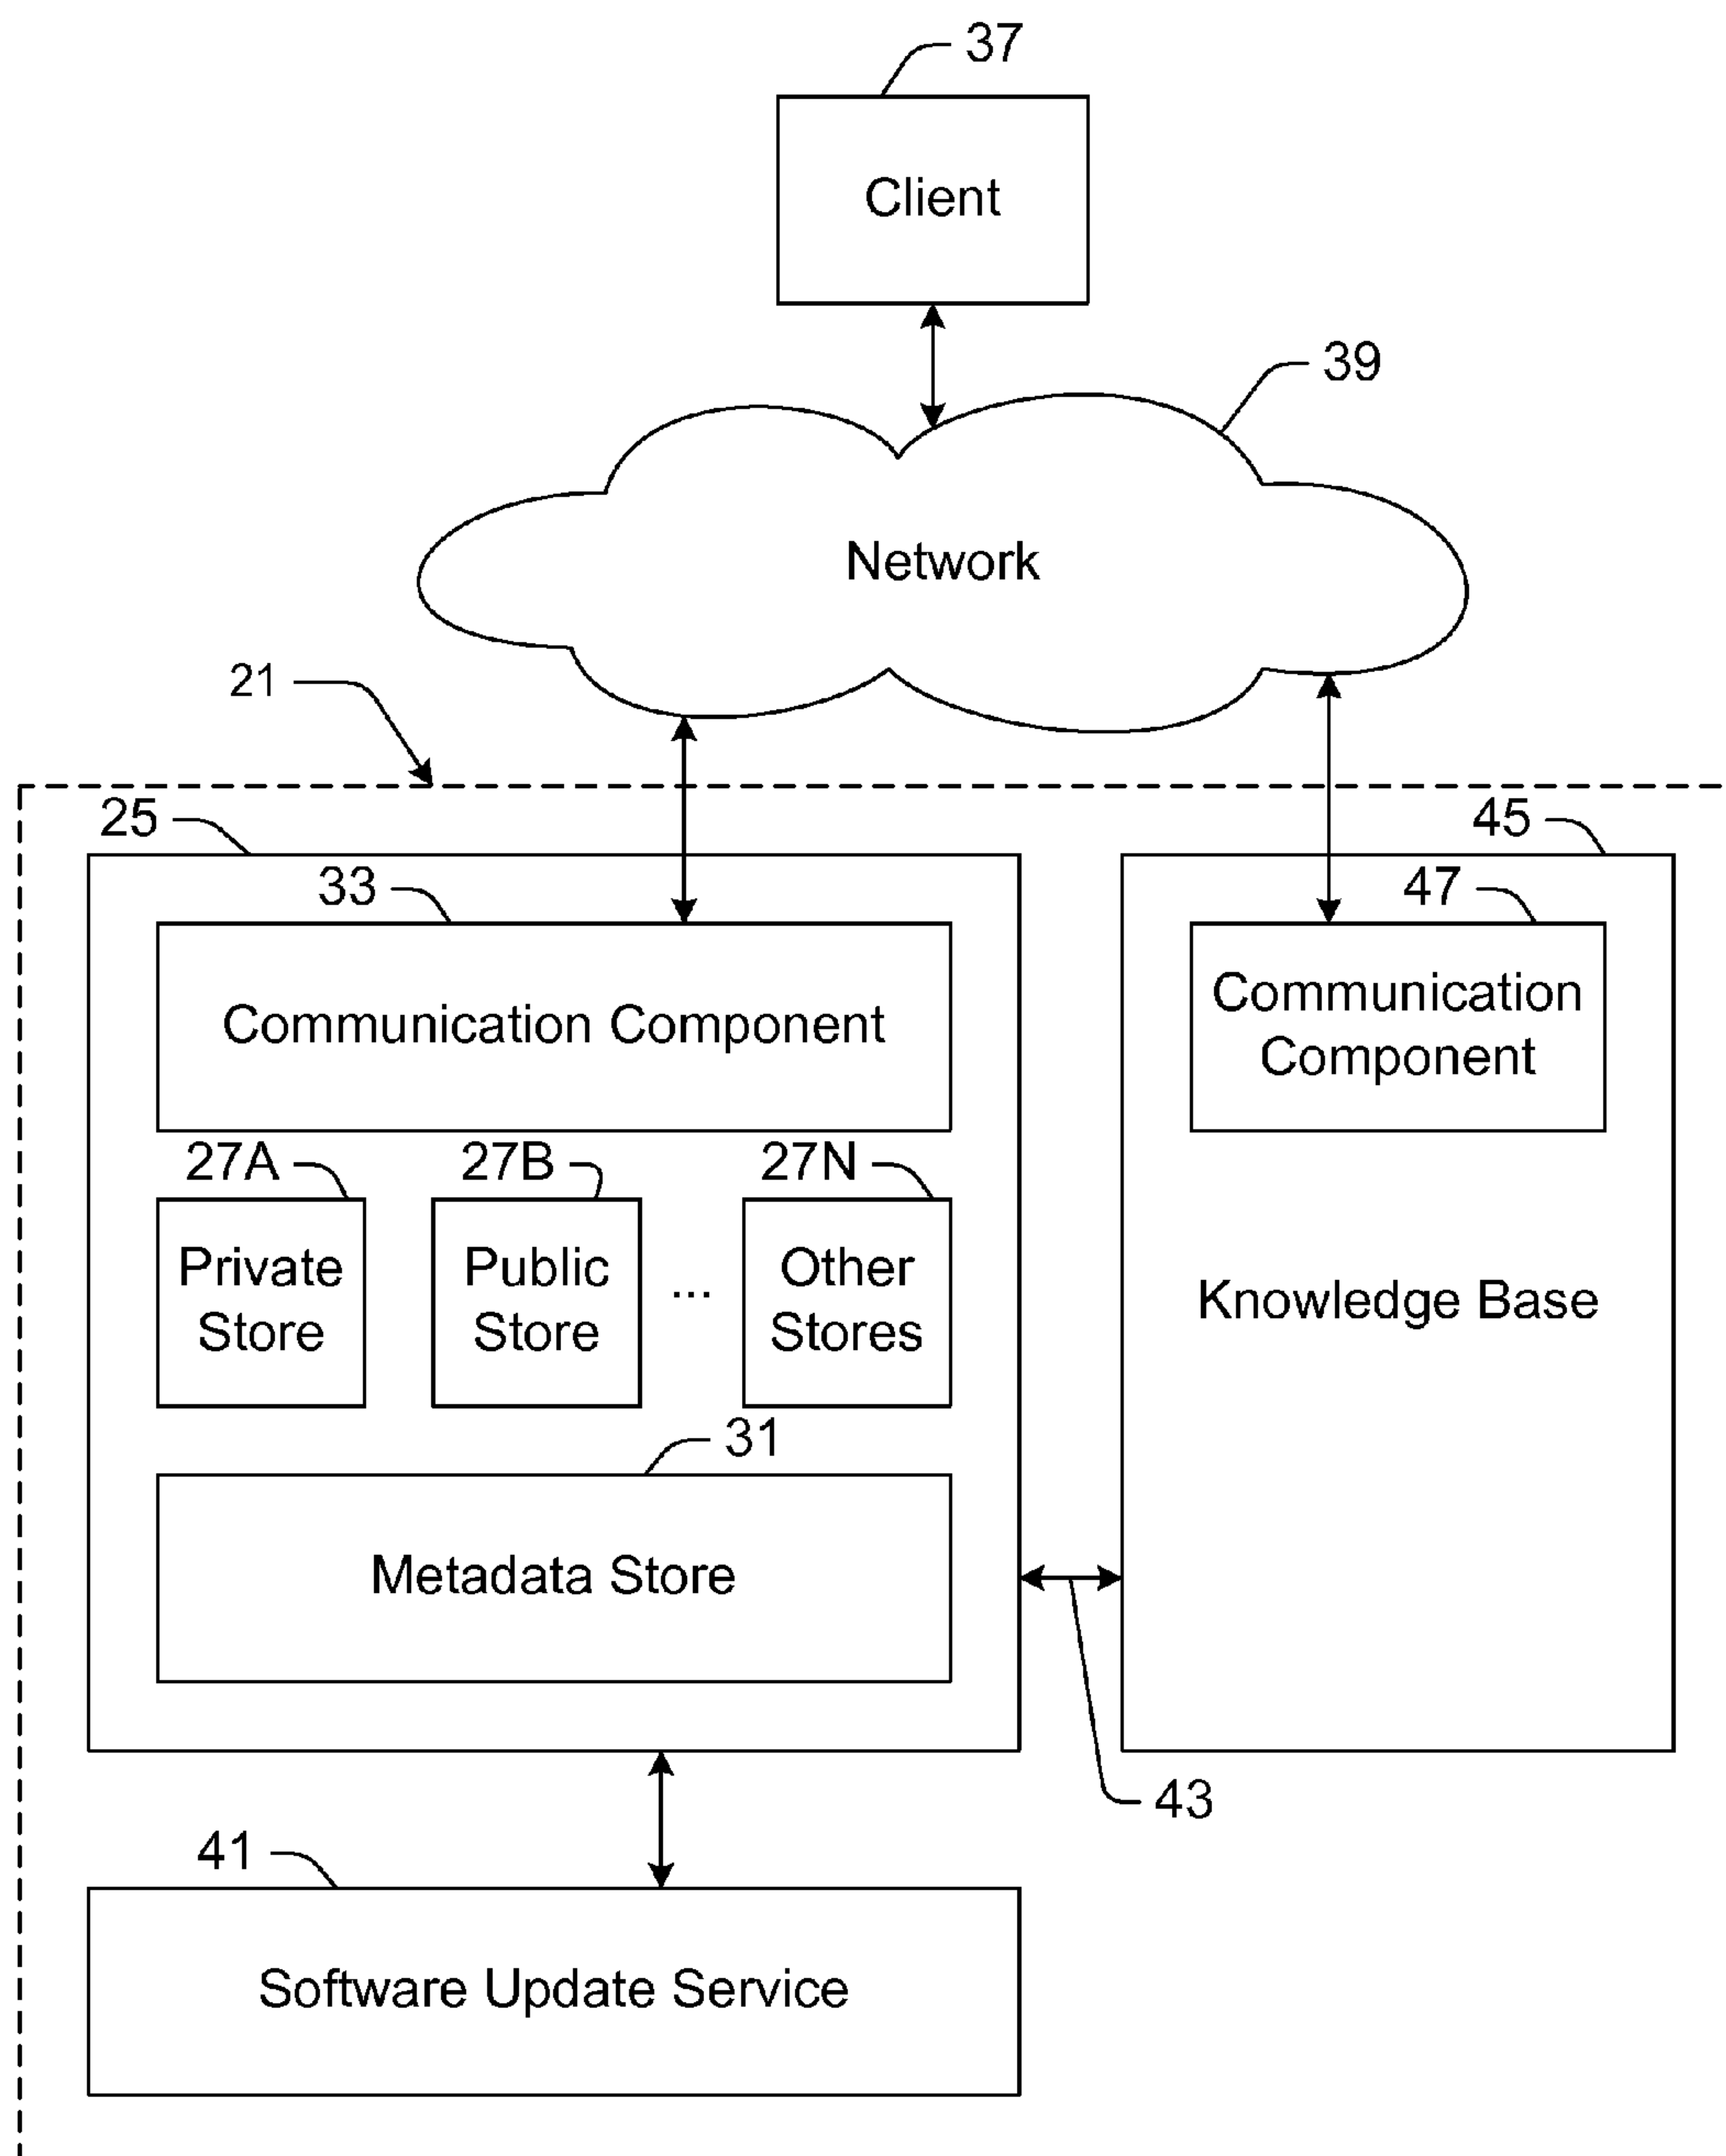 37
Client
39
Network
21
25
45
33
47
Communication Component
Communication
Component
27A
27B
27N
Private
Store
Public
Store
...
Other
Stores
Knowledge Base
31
Metadata Store
43
41
Software Update Service